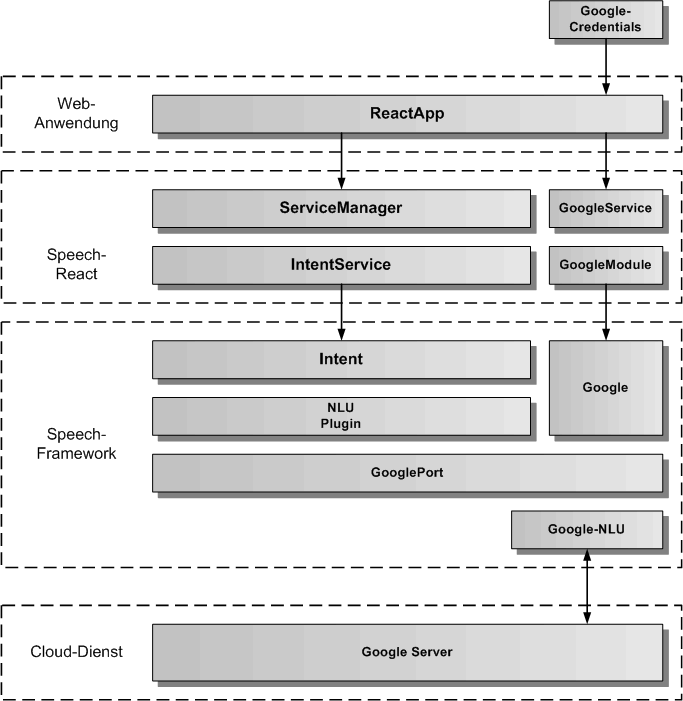 Google-
Credentials
Web-
Anwendung
ReactApp
ServiceManager
GoogleService
Speech-
React
IntentService
GoogleModule
Intent
Google
NLU
Plugin
Speech-
Framework
GooglePort
Google-NLU
Cloud-Dienst
Google Server